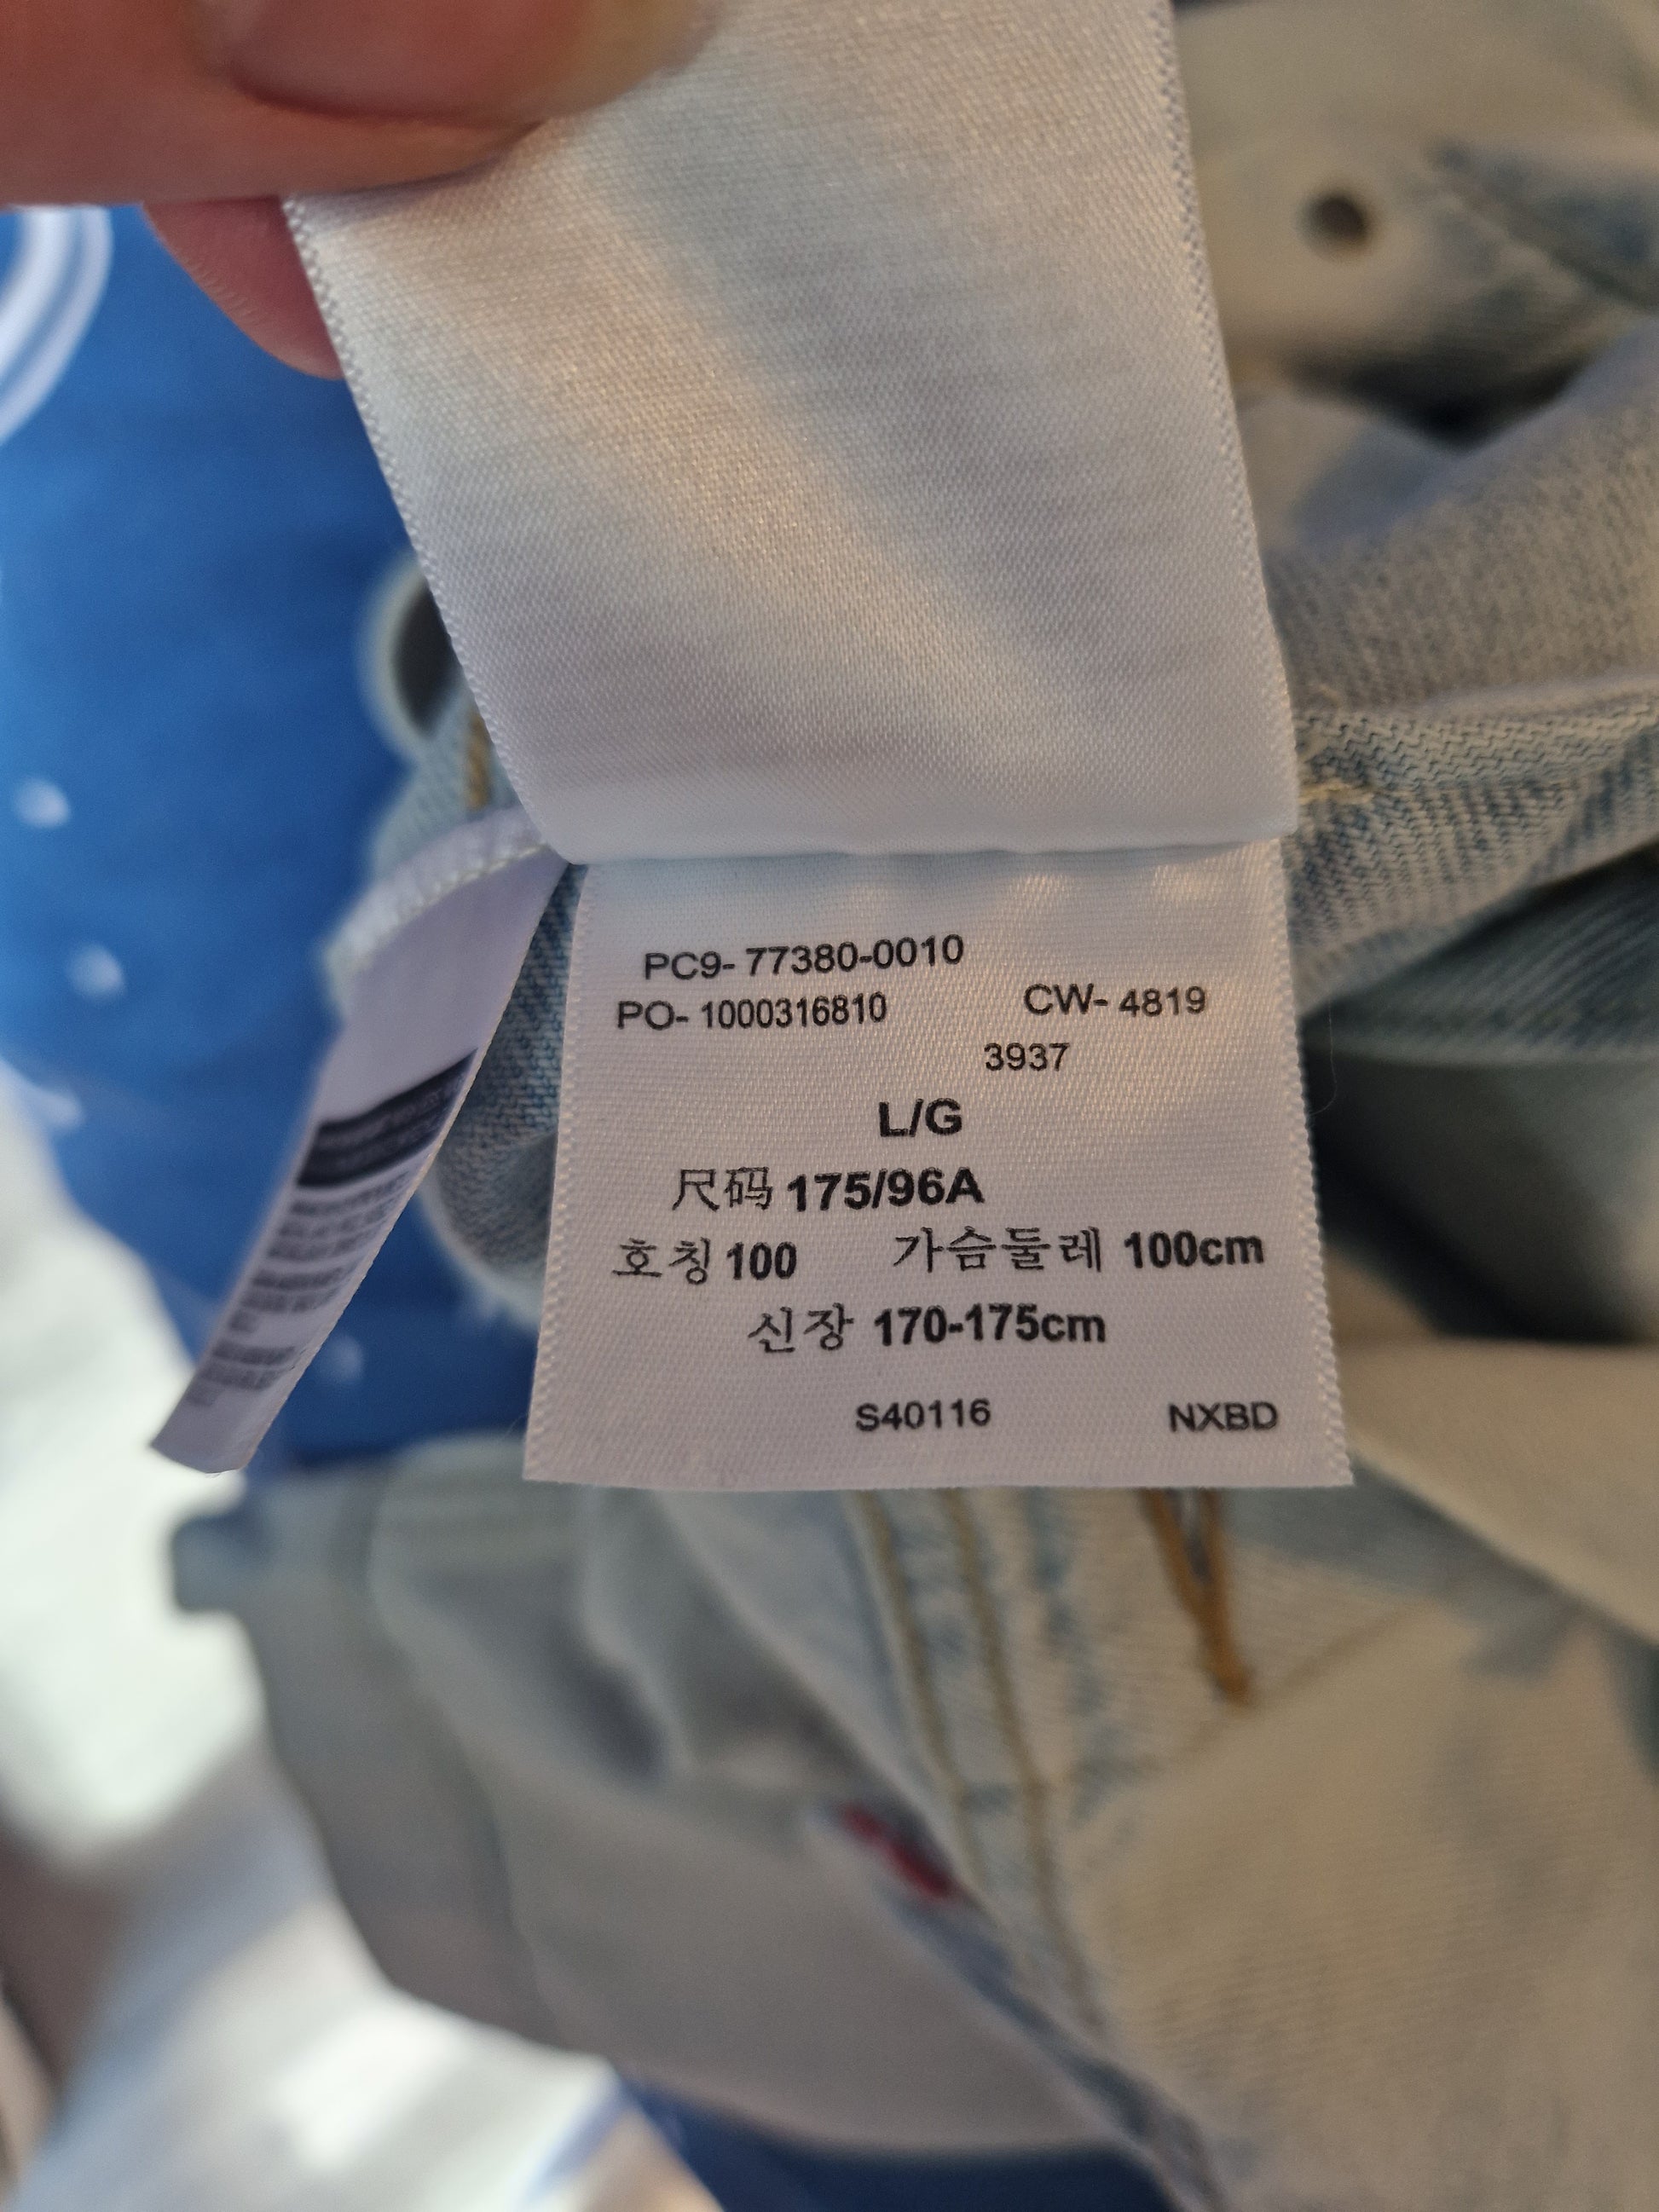 PC9- 77380-0010
PO- 1000316810 CW- 4819
3937
L/G
尺码 175/96A
호칭 100 가슴둘레 100cm
신장 170-175cm
S40116 NXBD